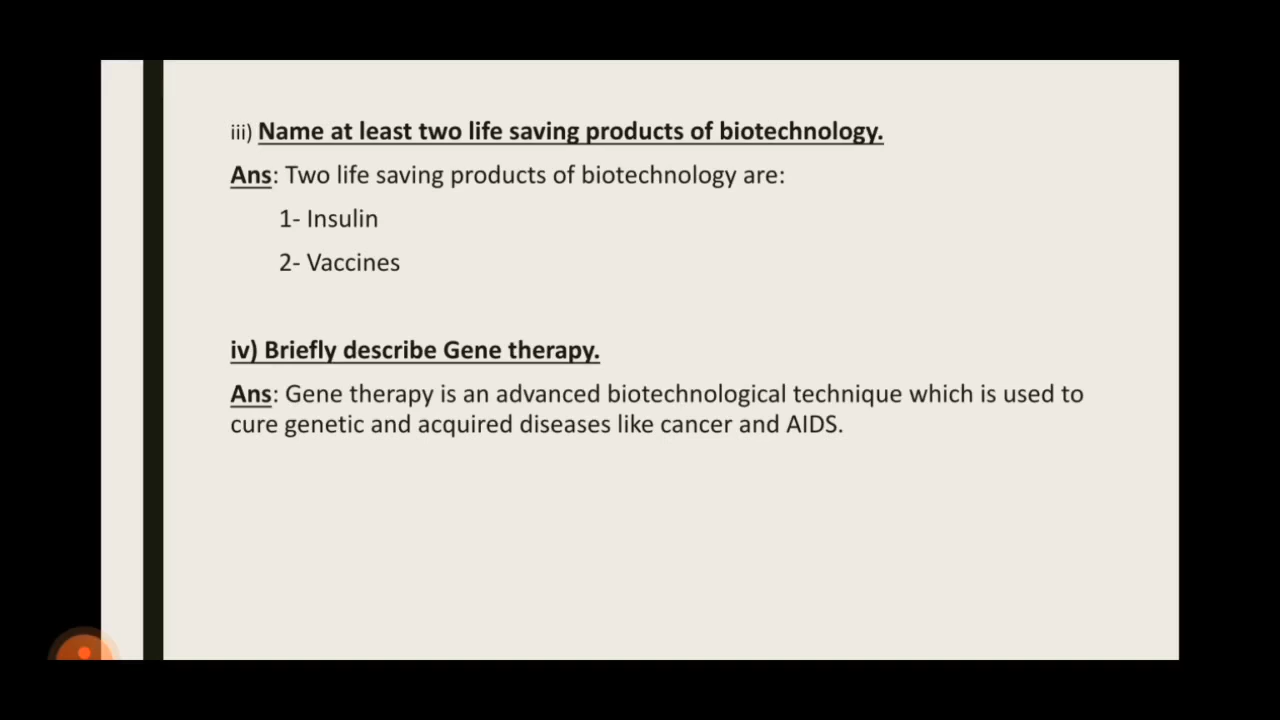 iii) Name at least two life saving products of biotechnology.
Ans: Two life saving products of biotechnology are:
1- Insulin
2- Vaccines
iv) Briefly describe Gene therapy.
Ans: Gene therapy is an advanced biotechnological technique which is used to
cure genetic and acquired diseases like cancer and AIDS.